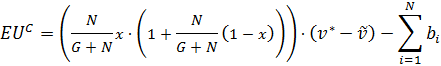 EU^C = (N/(G+N) x · (1 + N/(G+N) (1 − x))) · (v* − ṽ) − ∑_{i=1}^{N} b_i